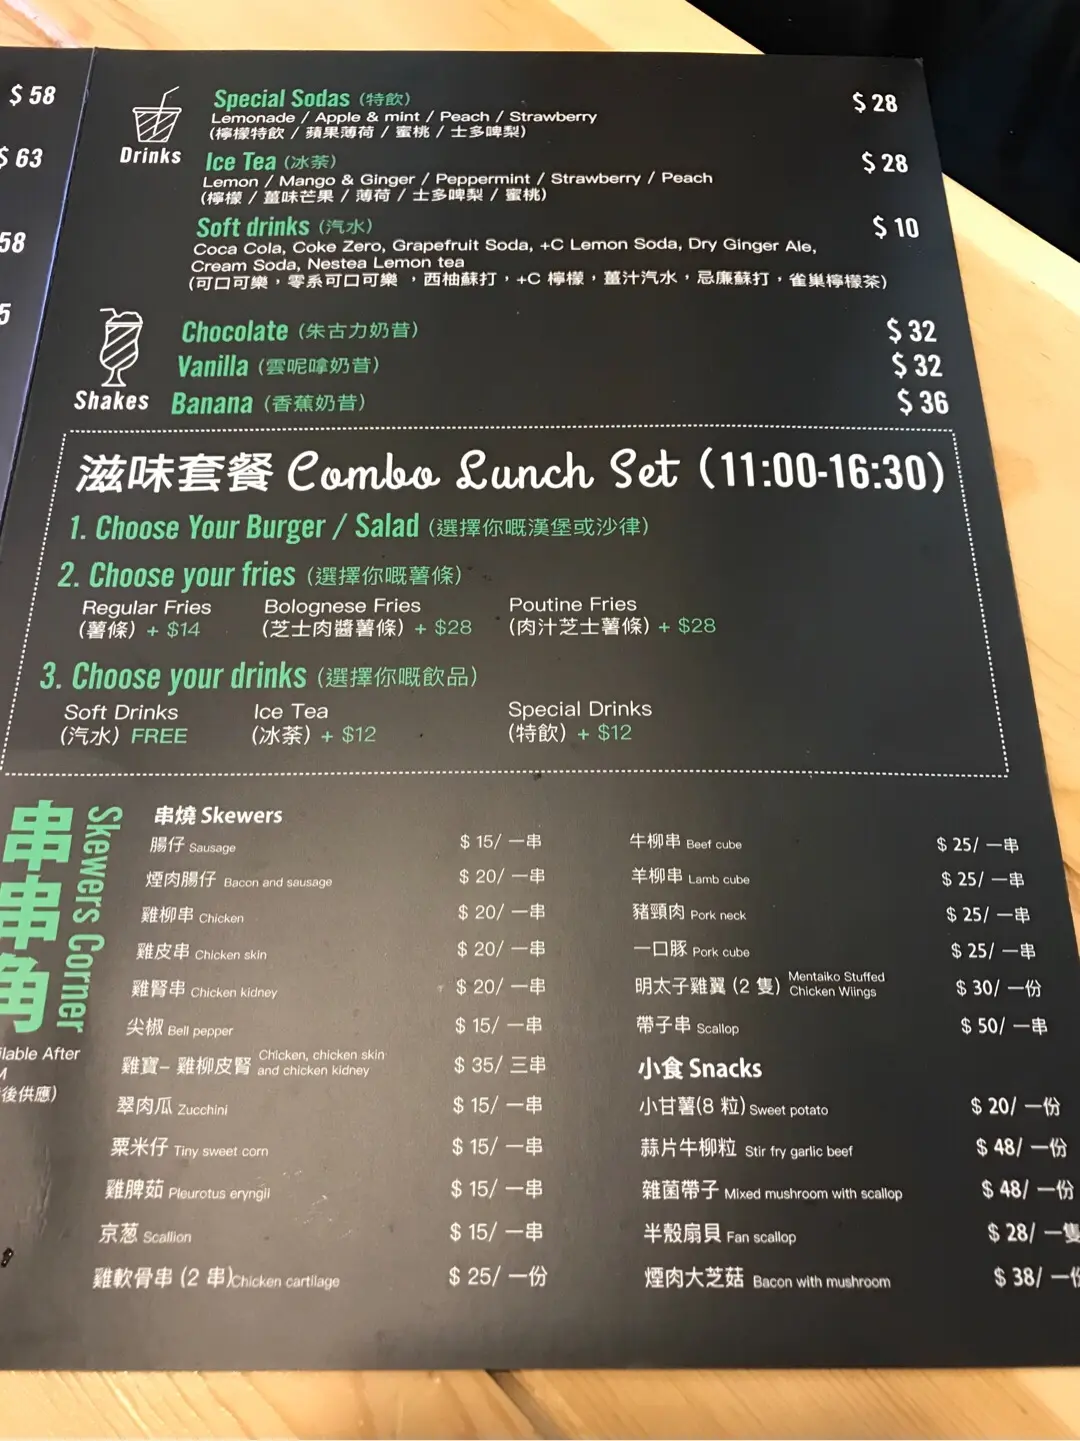 $ 58
$ 63
58
5
Drinks
Special Sodas (特飲) $ 28
Lemonade / Apple & mint / Peach / Strawberry
(檸檬特飲 / 蘋果薄荷 / 蜜桃 / 士多啤梨)
Ice Tea (冰茶) $ 28
Lemon / Mango & Ginger / Peppermint / Strawberry / Peach
(檸檬 / 薑味芒果 / 薄荷 / 士多啤梨 / 蜜桃)
Soft drinks (汽水) $ 10
Coca Cola, Coke Zero, Grapefruit Soda, +C Lemon Soda, Dry Ginger Ale,
Cream Soda, Nestea Lemon tea
(可口可樂，零系可口可樂 ，西柚蘇打，+C 檸檬，薑汁汽水，忌廉蘇打，雀巢檸檬茶)
Shakes
Chocolate (朱古力奶昔) $ 32
Vanilla (雲呢嗱奶昔) $ 32
Banana (香蕉奶昔) $ 36
滋味套餐 Combo Lunch Set (11:00-16:30)
1. Choose Your Burger / Salad (選擇你嘅漢堡或沙律)
2. Choose your fries (選擇你嘅薯條)
Regular Fries Bolognese Fries Poutine Fries
(薯條) + $14 (芝士肉醬薯條) + $28 (肉汁芝士薯條) + $28
3. Choose your drinks (選擇你嘅飲品)
Soft Drinks Ice Tea Special Drinks
(汽水) FREE (冰茶) + $12 (特飲) + $12
串串角
Skewers Corner
ilable After
M
後供應)
串燒 Skewers
腸仔 Sausage $ 15/ 一串
煙肉腸仔 Bacon and sausage $ 20/ 一串
雞柳串 Chicken $ 20/ 一串
雞皮串 Chicken skin $ 20/ 一串
雞腎串 Chicken kidney $ 20/ 一串
尖椒 Bell pepper $ 15/ 一串
雞寶– 雞柳皮腎 Chicken, chicken skin and chicken kidney $ 35/ 三串
翠肉瓜 Zucchini $ 15/ 一串
粟米仔 Tiny sweet corn $ 15/ 一串
雞脾菇 Pleurotus eryngii $ 15/ 一串
京葱 Scallion $ 15/ 一串
雞軟骨串 (2 串)Chicken cartilage $ 25/ 一份
牛柳串 Beef cube $ 25/ 一串
羊柳串 Lamb cube $ 25/ 一串
豬頸肉 Pork neck $ 25/ 一串
一口豚 Pork cube $ 25/ 一串
明太子雞翼 (2 隻) Mentaiko Stuffed Chicken Wiings $ 30/ 一份
帶子串 Scallop $ 50/ 一串
小食 Snacks
小甘薯(8 粒) Sweet potato $ 20/ 一份
蒜片牛柳粒 Stir fry garlic beef $ 48/ 一份
雜菌帶子 Mixed mushroom with scallop $ 48/ 一份
半殼扇貝 Fan scallop $ 28/ 一隻
煙肉大芝菇 Bacon with mushroom $ 38/ 一份